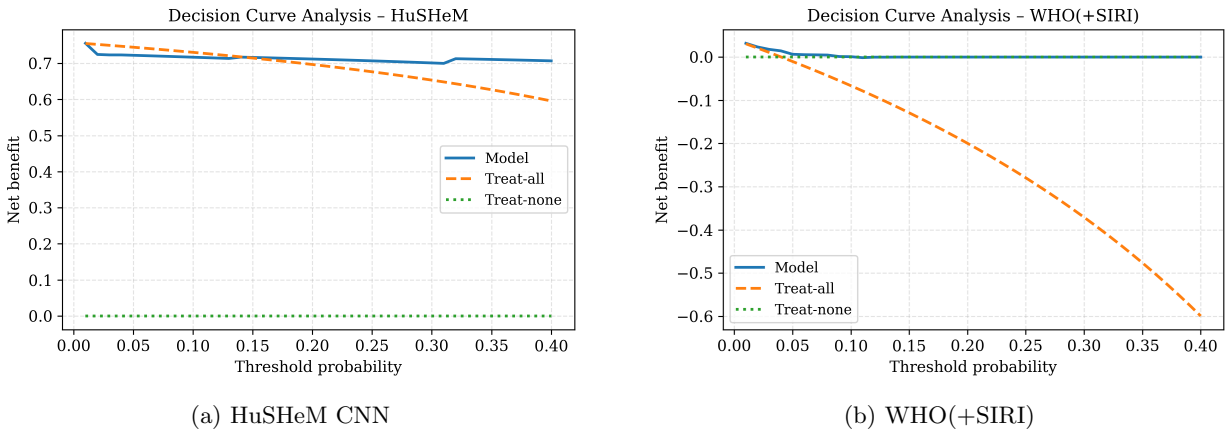 Decision Curve Analysis – HuSHeM
0.7
0.6
0.5
0.4
0.3
0.2
0.1
0.0
Net benefit
Model
Treat-all
Treat-none
0.00 0.05 0.10 0.15 0.20 0.25 0.30 0.35 0.40
Threshold probability
(a) HuSHeM CNN
Decision Curve Analysis – WHO(+SIRI)
0.0
−0.1
−0.2
−0.3
−0.4
−0.5
−0.6
Net benefit
Model
Treat-all
Treat-none
0.00 0.05 0.10 0.15 0.20 0.25 0.30 0.35 0.40
Threshold probability
(b) WHO(+SIRI)